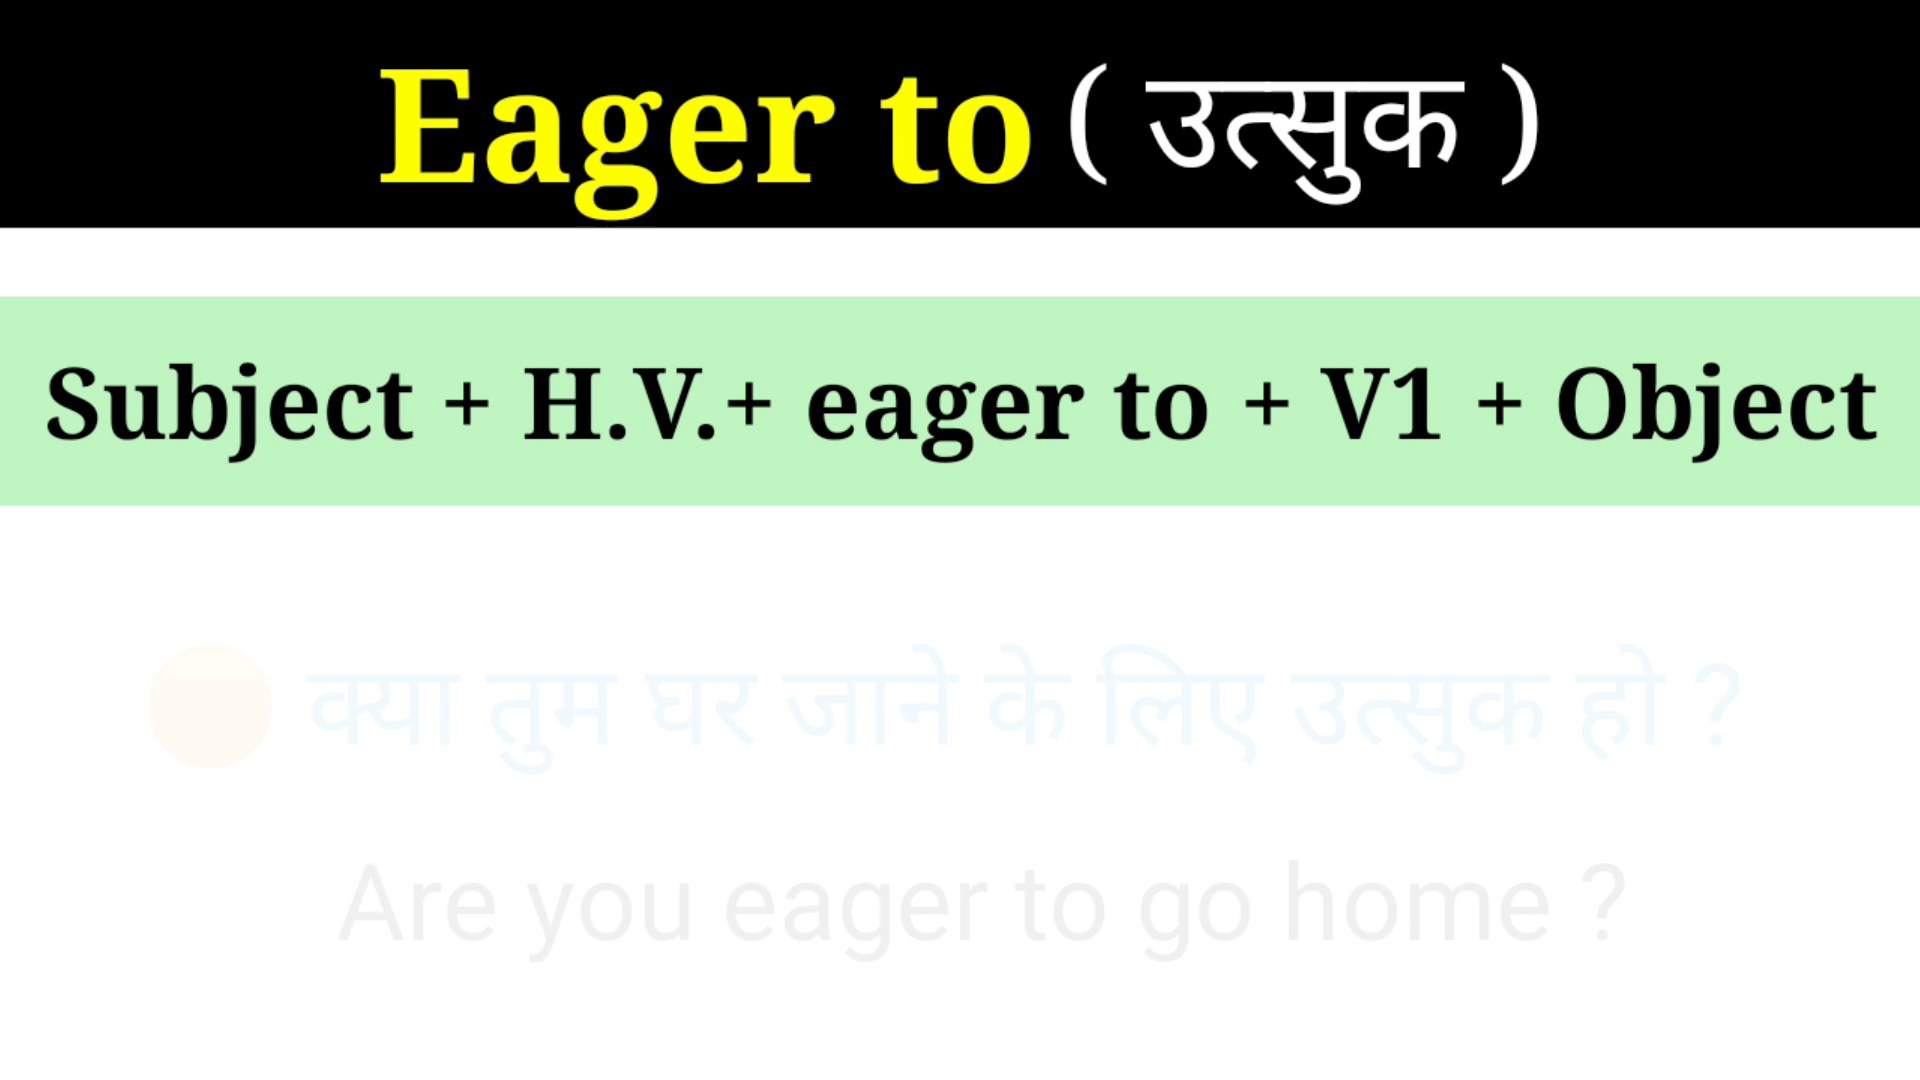 Eager to ( उत्सुक )
Subject + H.V.+ eager to + V1 + Object
क्या तुम घर जाने के लिए उत्सुक हो ?
Are you eager to go home ?